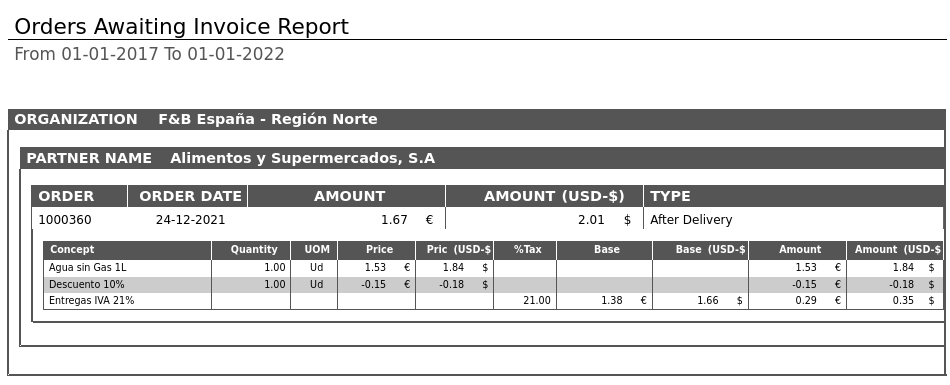 Orders Awaiting Invoice Report
From 01-01-2017 To 01-01-2022
ORGANIZATION F&B España - Región Norte
PARTNER NAME Alimentos y Supermercados, S.A
ORDER ORDER DATE AMOUNT AMOUNT (USD-$) TYPE
1000360 24-12-2021 1.67 € 2.01 $ After Delivery
Concept Quantity UOM Price Pric (USD-$ %Tax Base Base (USD-$ Amount Amount (USD-$
Agua sin Gas 1L 1.00 Ud 1.53 € 1.84 $ 1.53 € 1.84 $
Descuento 10% 1.00 Ud -0.15 € -0.18 $ -0.15 € -0.18 $
Entregas IVA 21% 21.00 1.38 € 1.66 $ 0.29 € 0.35 $